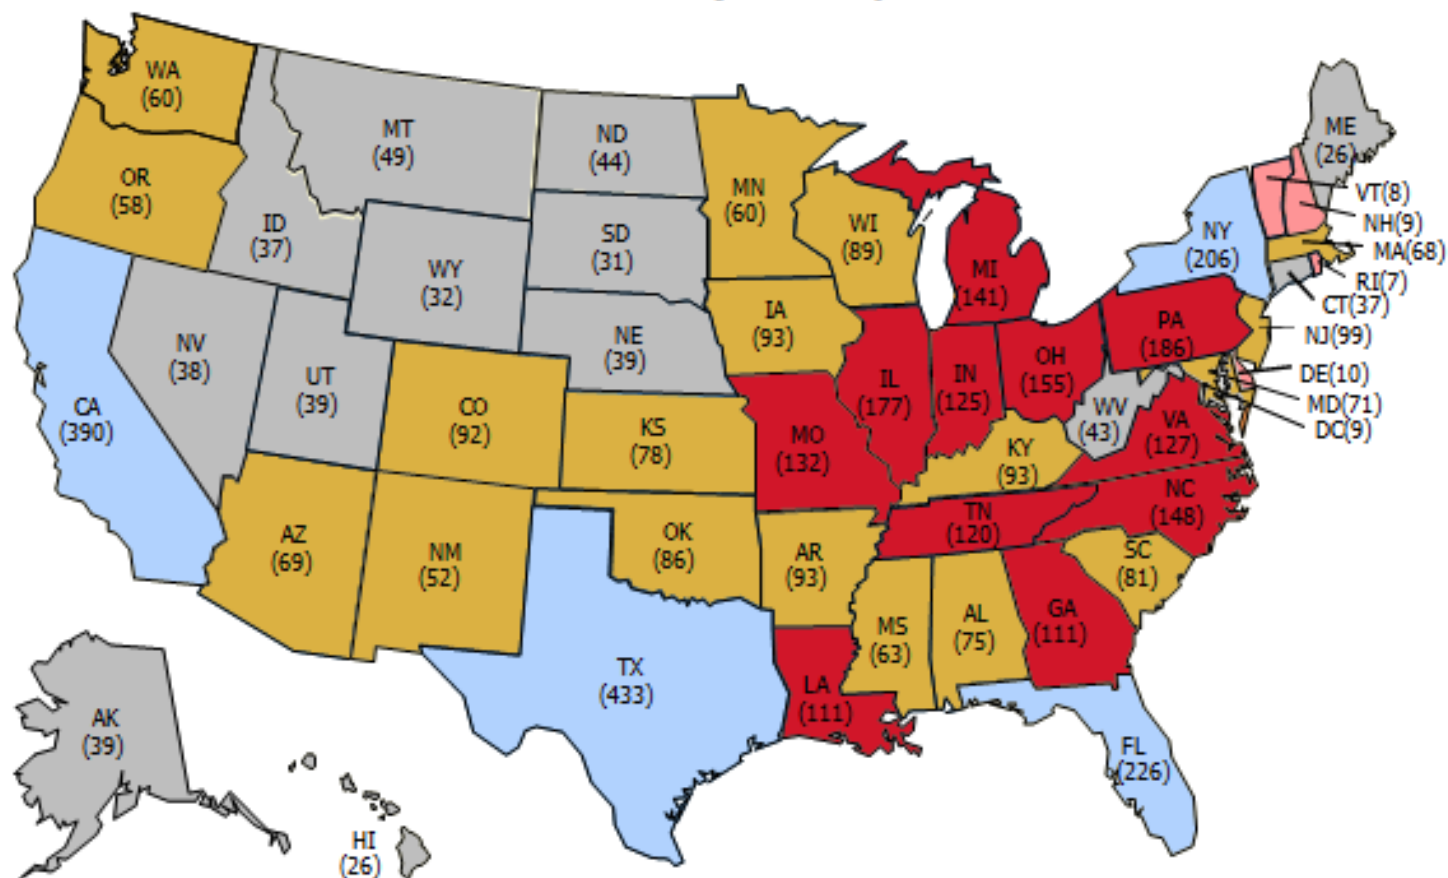 WA
(60)
OR
(58)
CA
(390)
NV
(38)
ID
(37)
MT
(49)
WY
(32)
UT
(39)
AZ
(69)
CO
(92)
NM
(52)
ND
(44)
SD
(31)
NE
(39)
KS
(78)
OK
(86)
TX
(433)
MN
(60)
IA
(93)
MO
(132)
AR
(93)
LA
(111)
WI
(89)
IL
(177)
MI
(141)
IN
(125)
OH
(155)
KY
(93)
TN
(120)
MS
(63)
AL
(75)
GA
(111)
FL
(226)
SC
(81)
NC
(148)
VA
(127)
WV
(43)
PA
(186)
NY
(206)
ME
(26)
VT(8)
NH(9)
MA(68)
RI(7)
CT(37)
NJ(99)
DE(10)
MD(71)
DC(9)
AK
(39)
HI
(26)